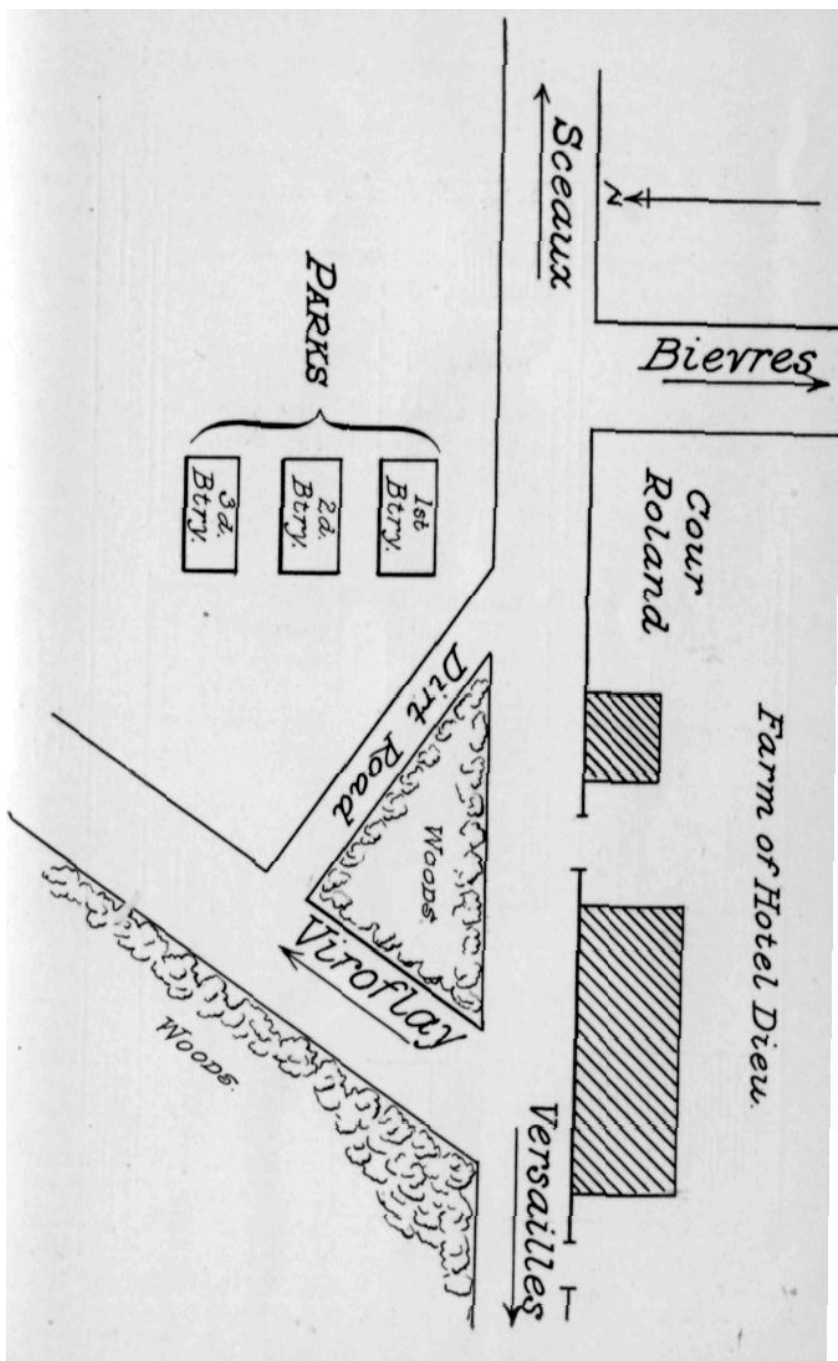 Sceaux
N
Bievres
PARKS
1st
Btry.
2d.
Btry.
3d.
Btry.
Cour
Roland
Farm of Hotel Dieu.
Dirt Road
Woods.
Viroflay
Woods.
Versailles